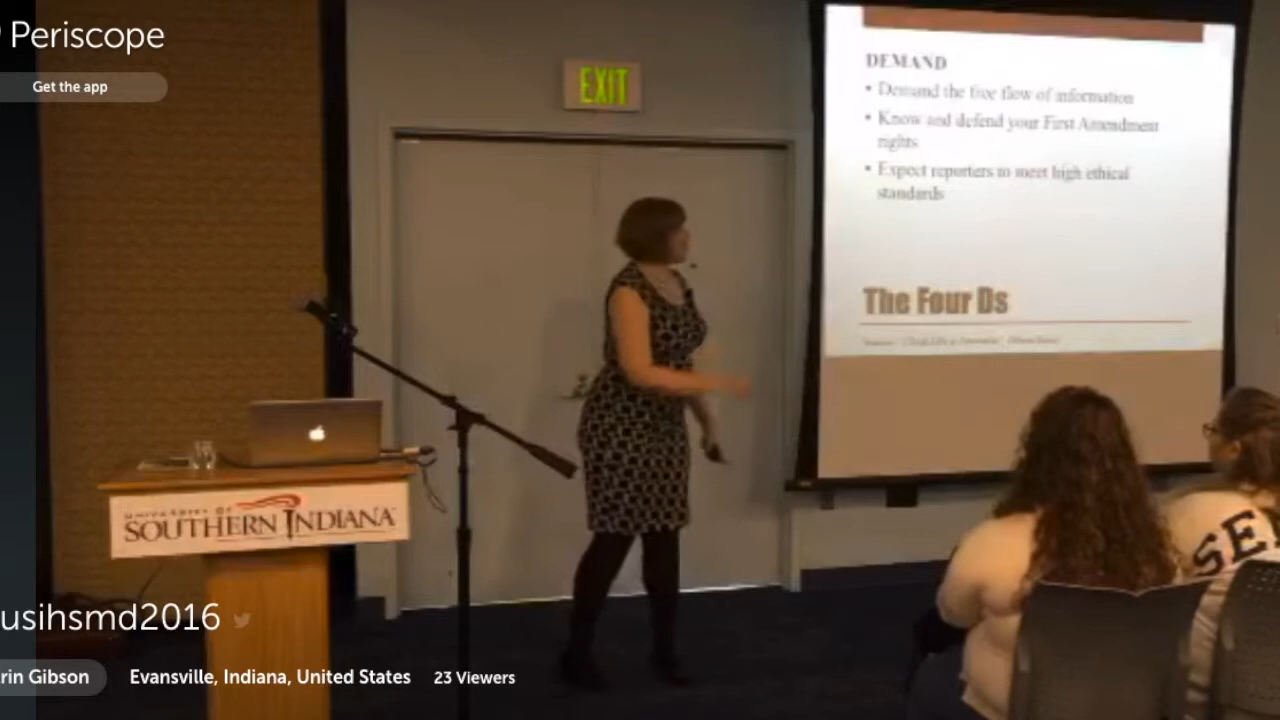 Periscope
Get the app
EXIT
DEMAND
• Demand the free flow of information
• Know and defend your First Amendment
rights
• Expect reporters to meet high ethical
standards
The Four Ds
UNIVERSITY OF
SOUTHERN INDIANA
SE
usihsmd2016
rin Gibson
Evansville, Indiana, United States
23 Viewers